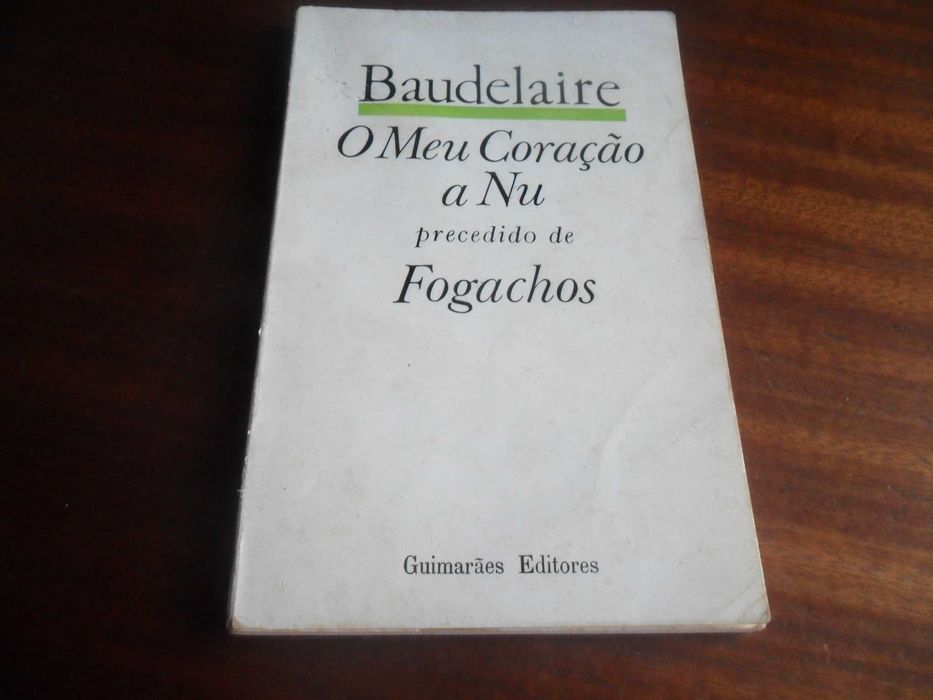 Baudelaire
O Meu Coração
a Nu
precedido de
Fogachos
Guimarães Editores